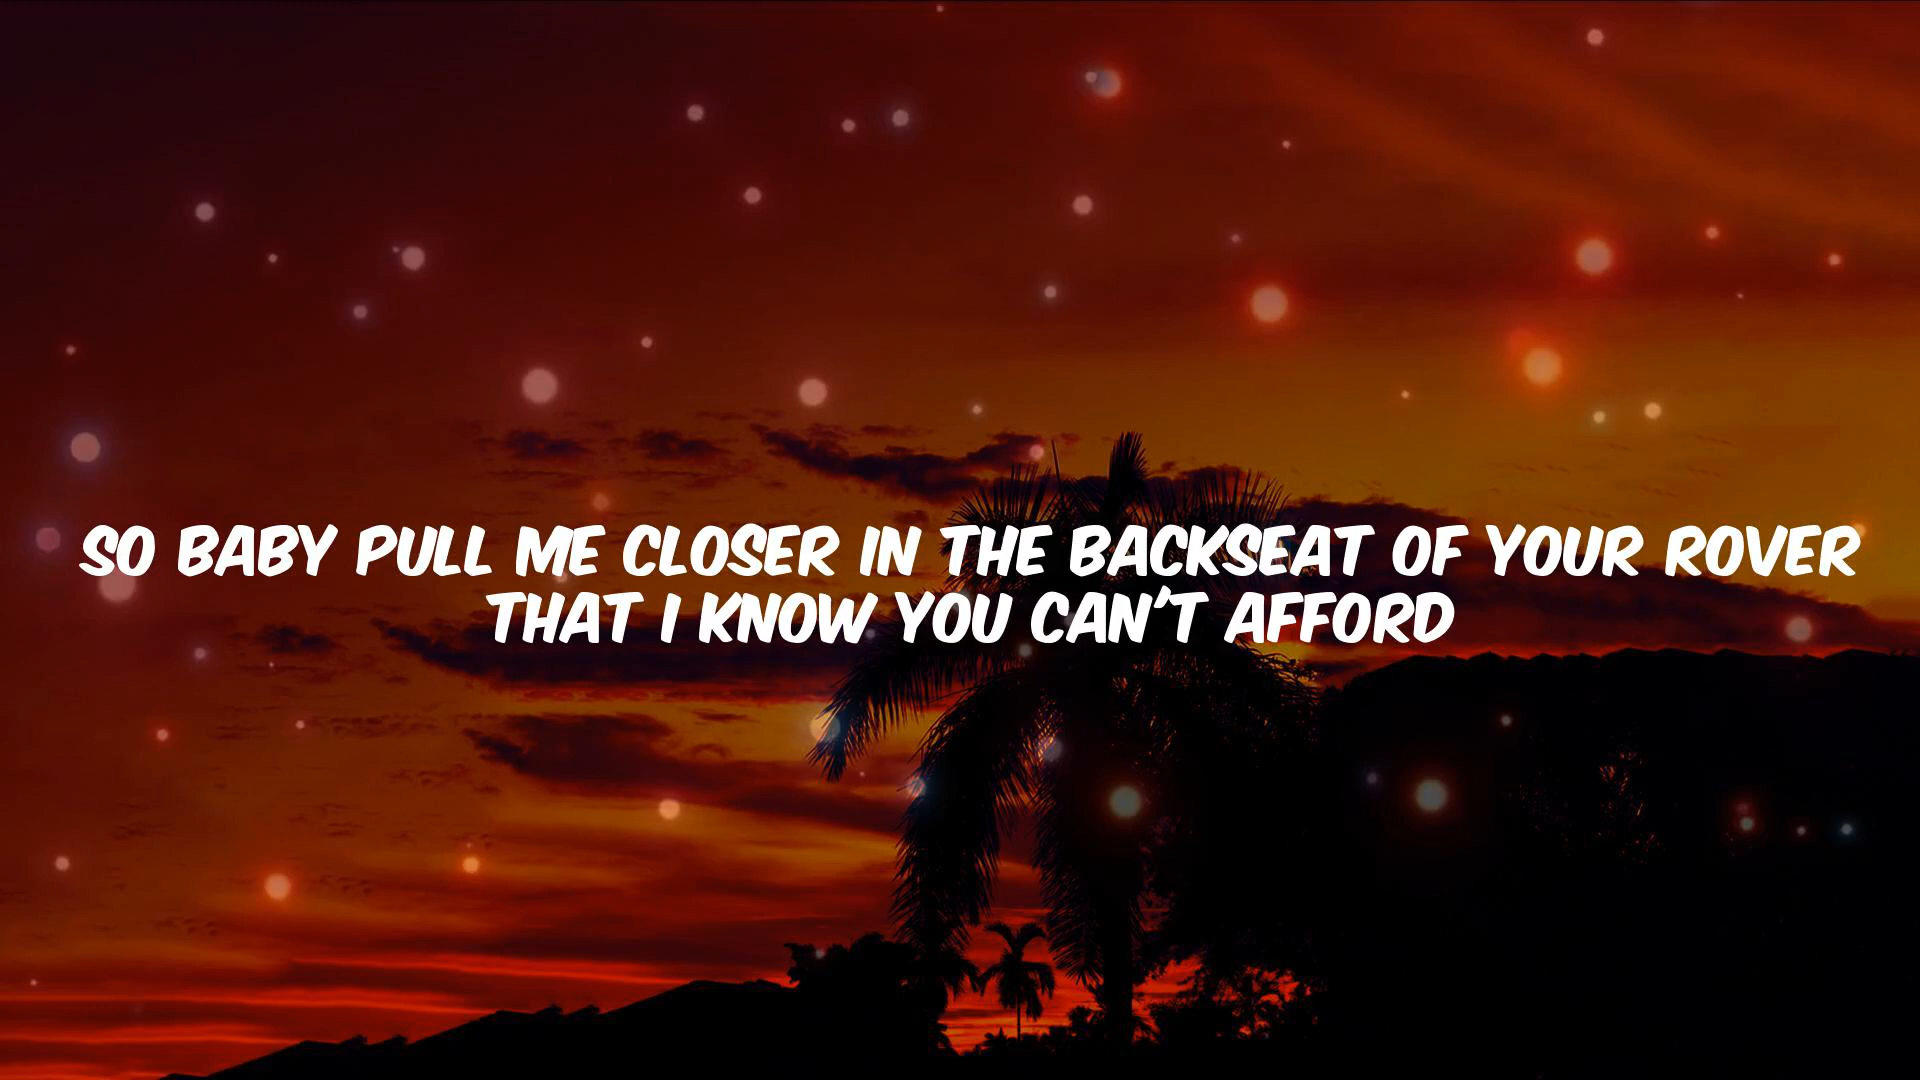 SO BABY PULL ME CLOSER IN THE BACKSEAT OF YOUR ROVER
THAT I KNOW YOU CAN'T AFFORD